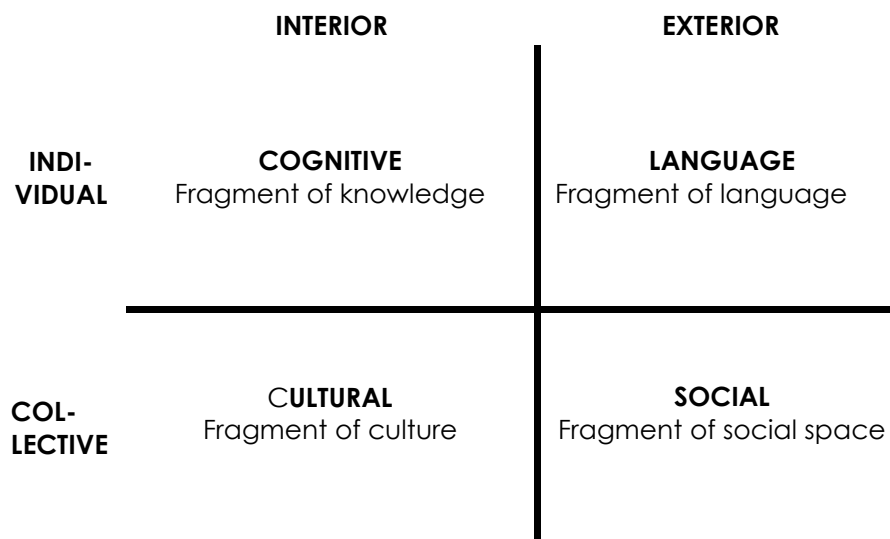 INTERIOR EXTERIOR
INDI-
VIDUAL
COGNITIVE
Fragment of knowledge
LANGUAGE
Fragment of language
COL-
LECTIVE
CULTURAL
Fragment of culture
SOCIAL
Fragment of social space